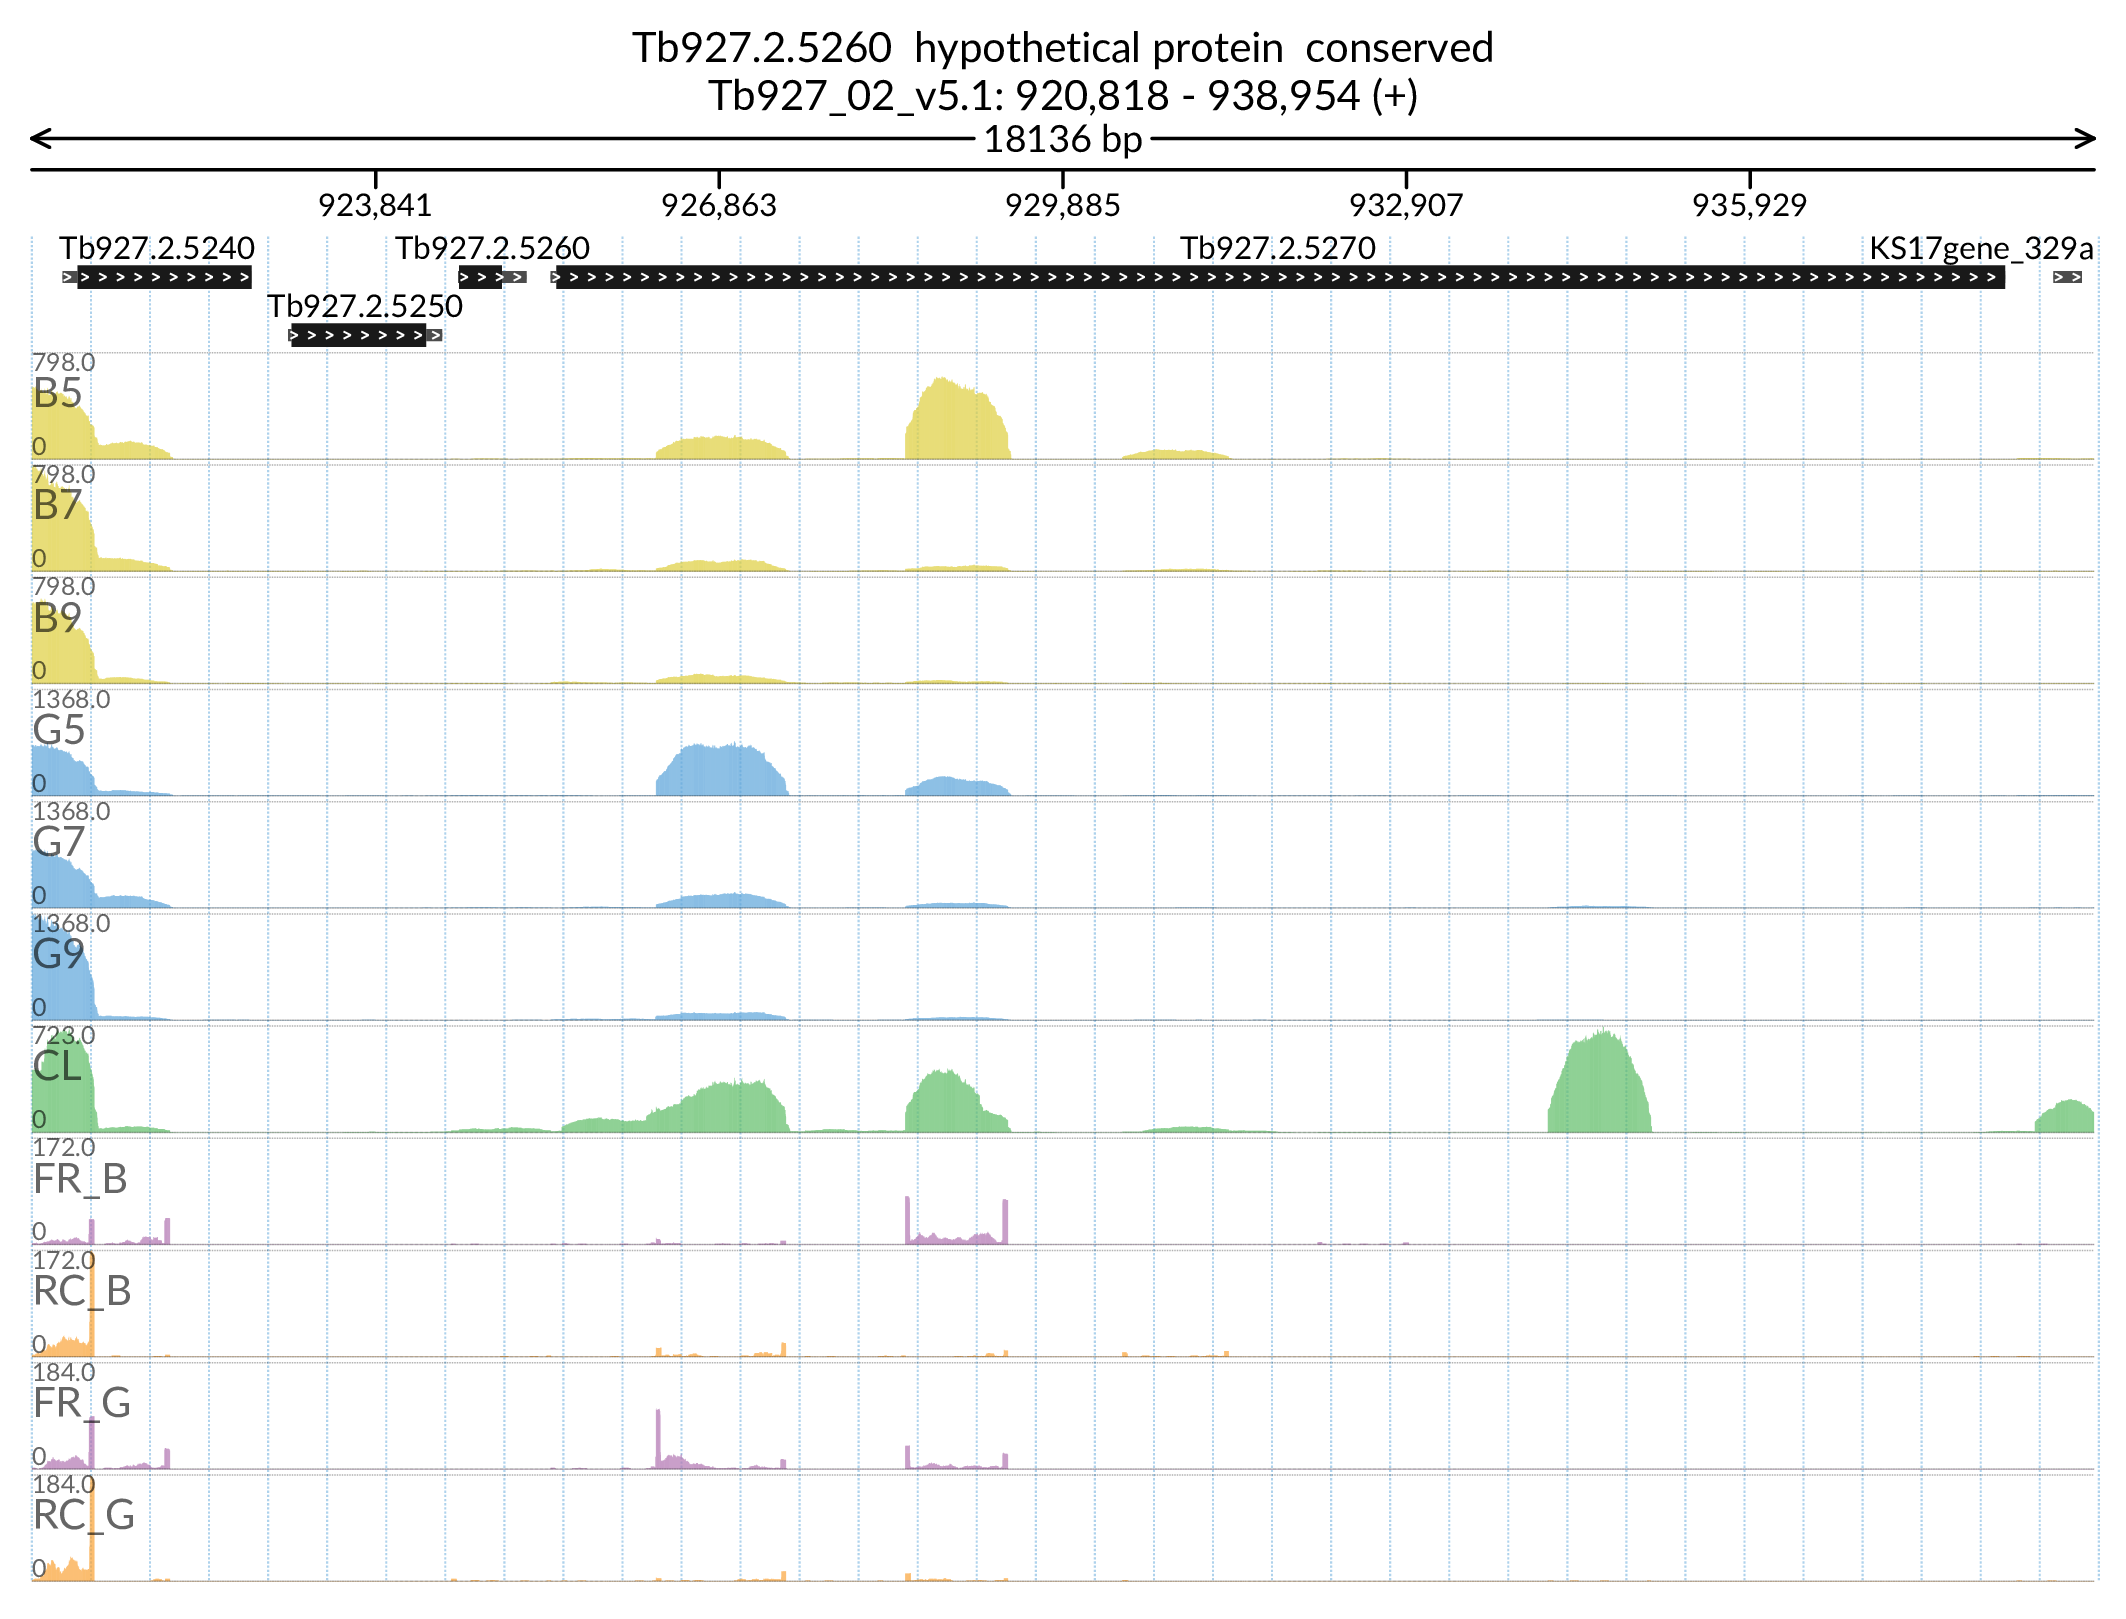 Tb927.2.5260  hypothetical protein  conserved
Tb927_02_v5.1: 920,818 - 938,954 (+)
18136 bp
923,841 926,863 929,885 932,907 935,929
Tb927.2.5240 Tb927.2.5260 Tb927.2.5270 KS17gene_329a
Tb927.2.5250
798.0
B5
0
798.0
B7
0
798.0
B9
0
1368.0
G5
0
1368.0
G7
0
1368.0
G9
0
723.0
CL
0
172.0
FR_B
0
172.0
RC_B
0
184.0
FR_G
0
184.0
RC_G
0